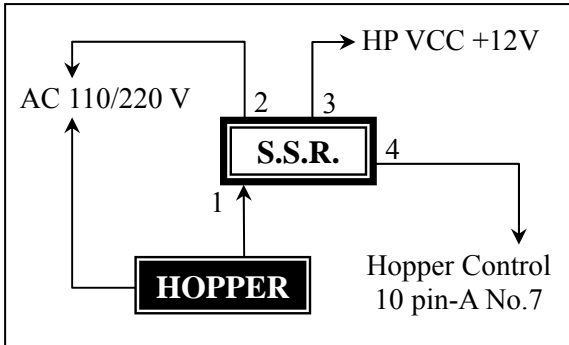 HP VCC +12V
AC 110/220 V
2
3
S.S.R.
4
1
HOPPER
Hopper Control
10 pin-A No.7